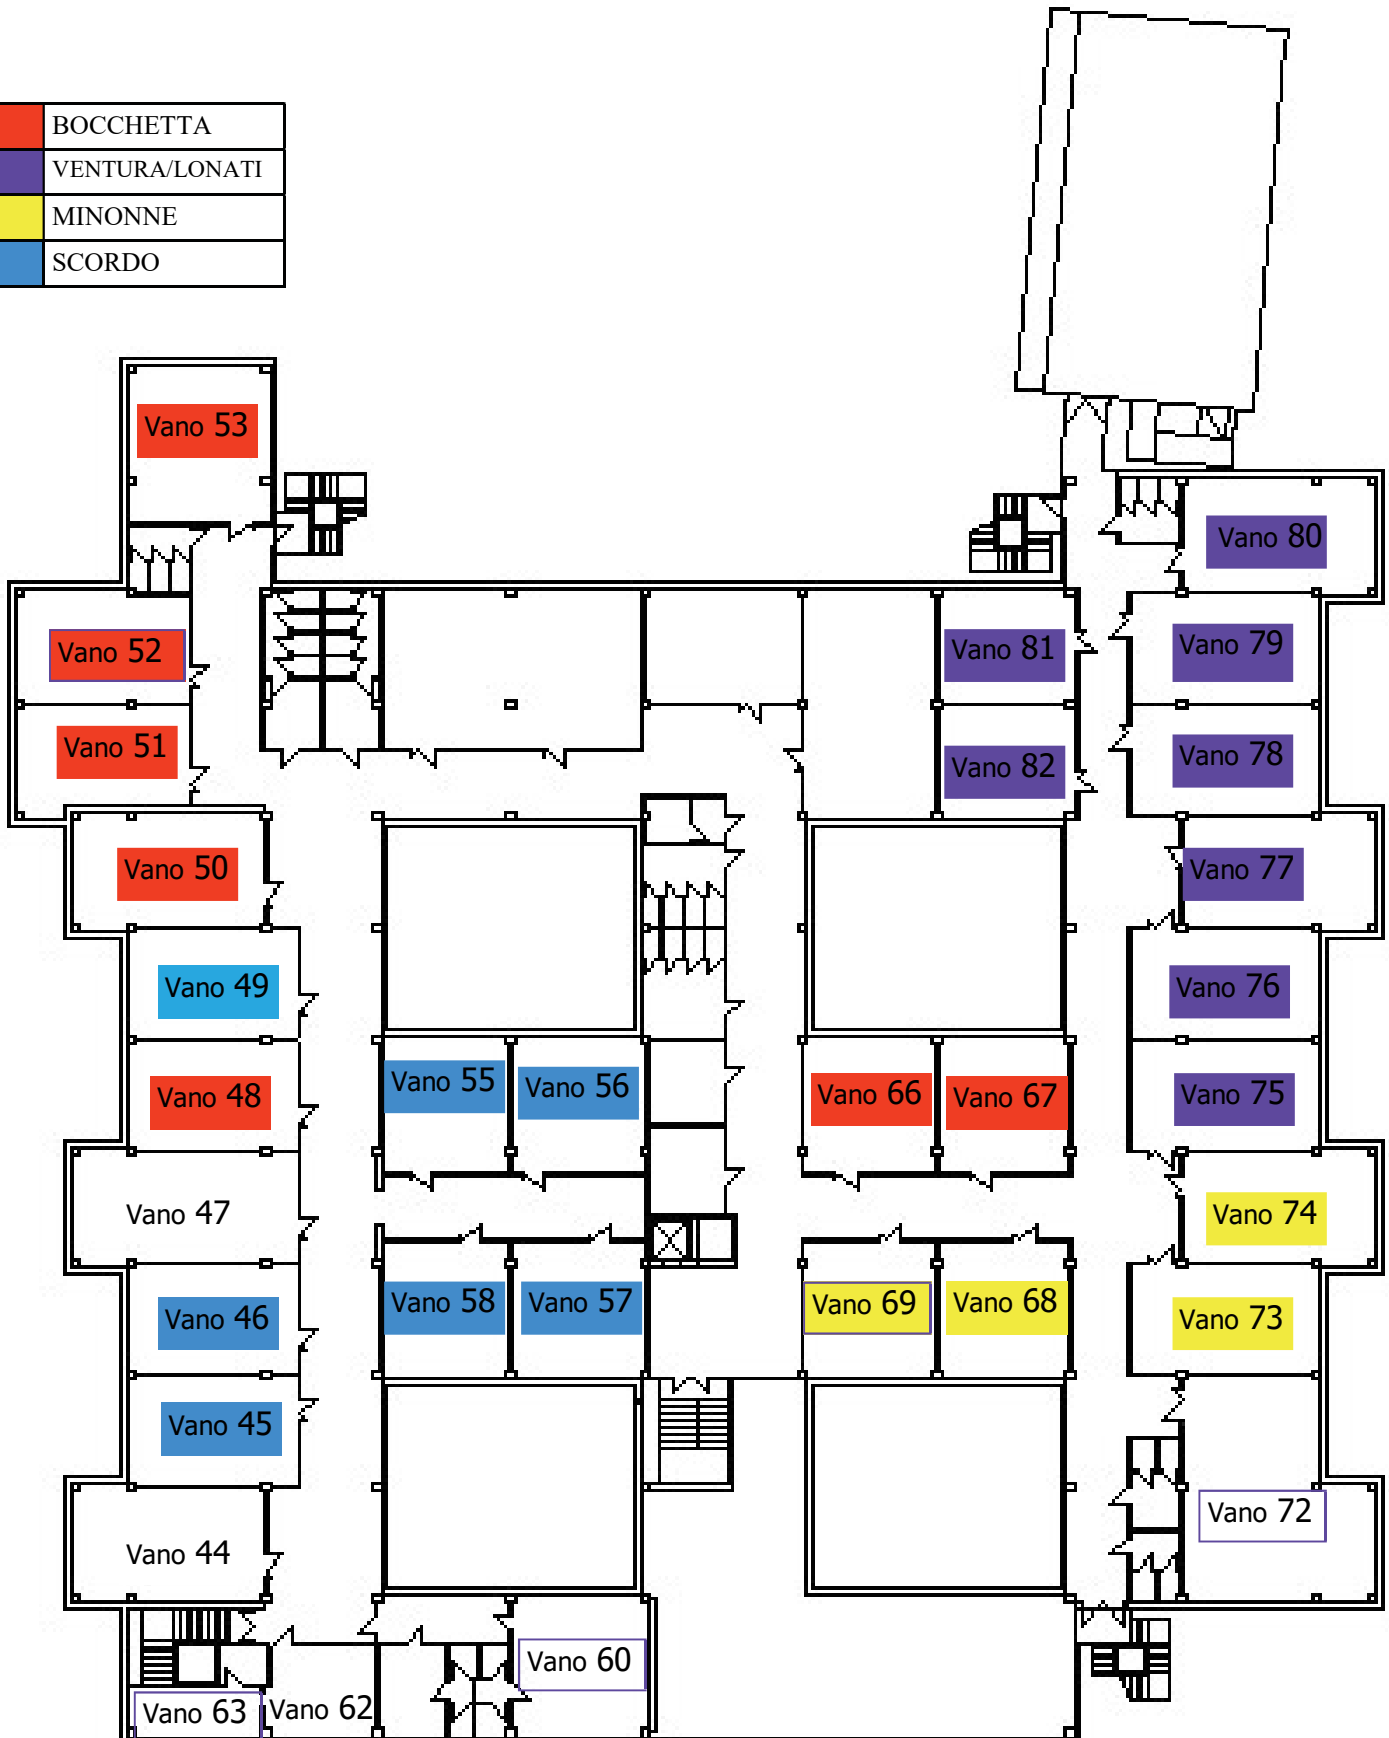 BOCCHETTA
VENTURA/LONATI
MINONNE
SCORDO
Vano 53
Vano 80
Vano 52
Vano 81
Vano 79
Vano 51
Vano 82
Vano 78
Vano 50
Vano 77
Vano 49
Vano 76
Vano 48
Vano 55
Vano 56
Vano 66
Vano 67
Vano 75
Vano 47
Vano 74
Vano 46
Vano 58
Vano 57
Vano 69
Vano 68
Vano 73
Vano 45
Vano 72
Vano 44
Vano 60
Vano 63
Vano 62